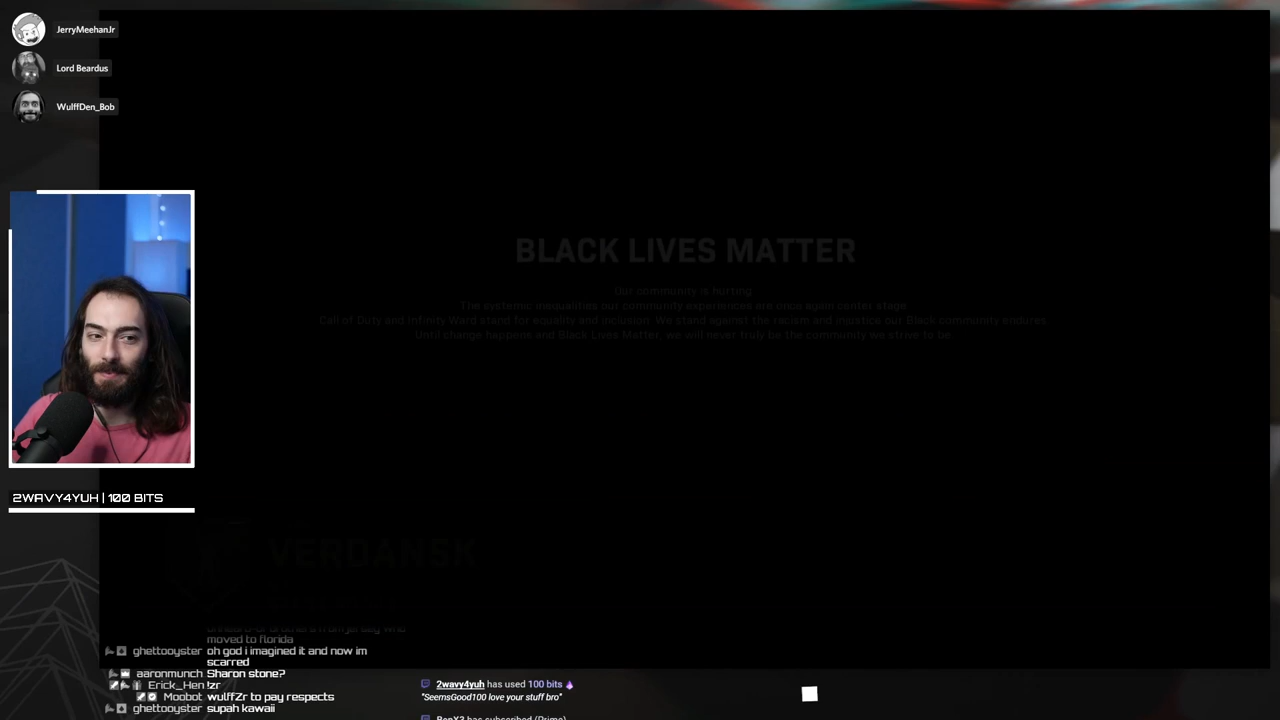 JerryMeehanJr
Lord Beardus
WulffDen_Bob
BLACK LIVES MATTER
Our community is hurting
The systemic inequalities our community experiences are once again center stage
Call of Duty and Infinity Ward stand for equality and inclusion. We stand against the racism and injustice our Black community endures
Until change happens and Black Lives Matter, we will never truly be the community we strive to be
2WAVY4YUH | 100 BITS
VERDANSK
moved to florida
ghettooyster oh god i imagined it and now im
scarred
aaronmunch Sharon stone?
Erick_Hen !zr
Moobot wulffZr to pay respects
ghettooyster supah kawaii
2wavy4yuh has used 100 bits
"SeemsGood100 love your stuff bro"
has subscribed (Prime)